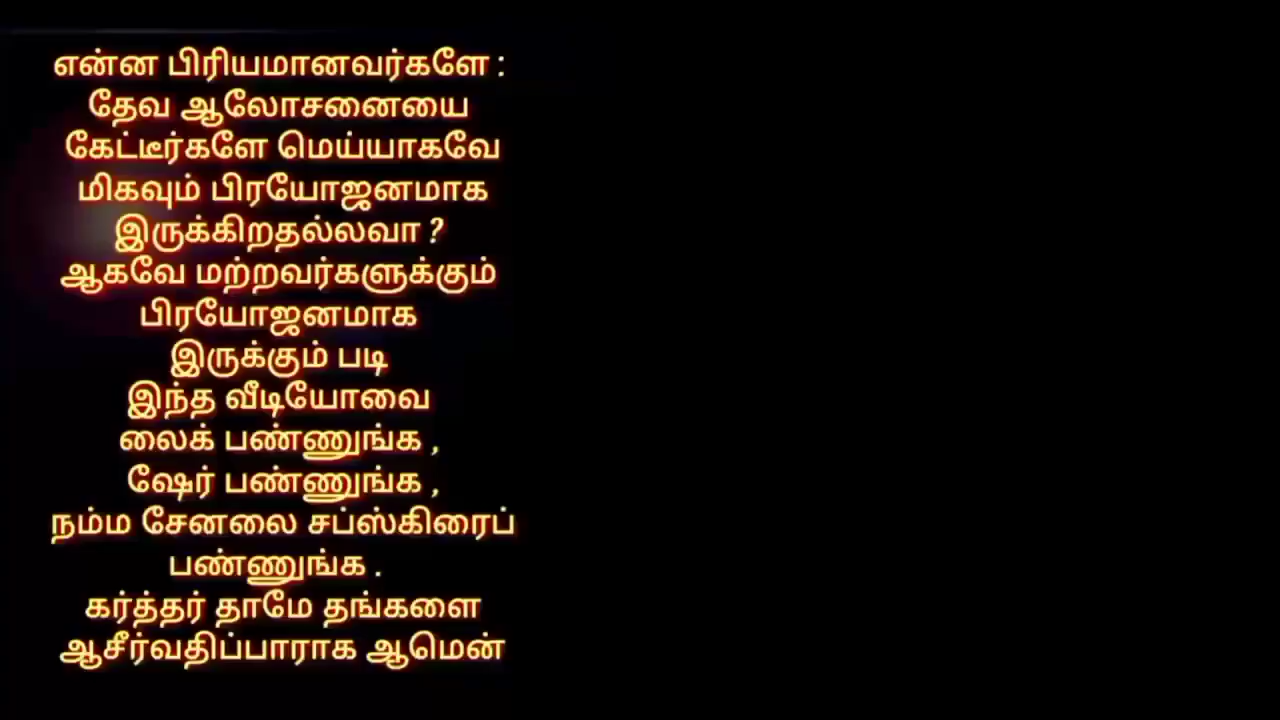 என்ன பிரியமானவர்களே :
தேவ ஆலோசனையை
கேட்டீர்களே மெய்யாகவே
மிகவும் பிரயோஜனமாக
இருக்கிறதல்லவா ?
ஆகவே மற்றவர்களுக்கும்
பிரயோஜனமாக
இருக்கும் படி
இந்த வீடியோவை
லைக் பண்ணுங்க ,
ஷேர் பண்ணுங்க ,
நம்ம சேனலை சப்ஸ்கிரைப்
பண்ணுங்க .
கர்த்தர் தாமே தங்களை
ஆசீர்வதிப்பாராக ஆமென்